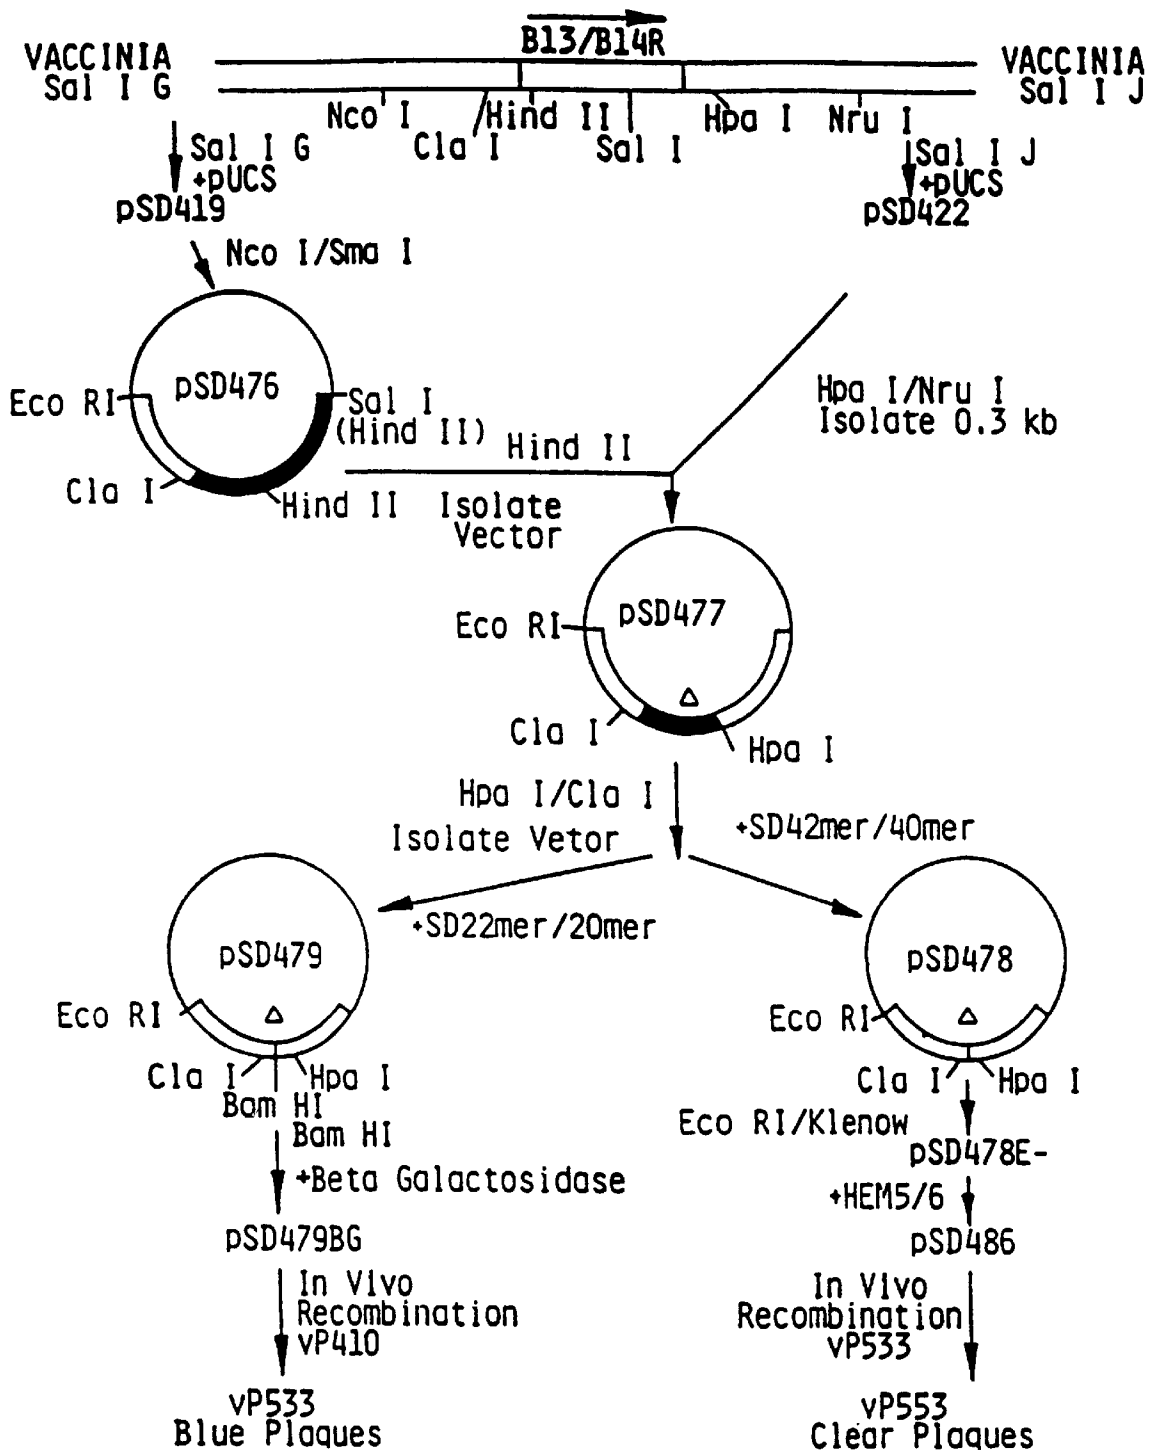 B13/B14R
VACCINIA
Sal I G
VACCINIA
Sal I J
Nco I
Cla I
Hind II
Sal I
Hpa I
Nru I
Sal I G
+pUCS
pSD419
Sal I J
+pUCS
pSD422
Nco I/Sma I
pSD476
Eco RI
Sal I
(Hind II)
Cla I
Hind II
Hind II
Isolate
Vector
Hpa I/Nru I
Isolate 0.3 kb
pSD477
Eco RI
Δ
Cla I
Hpa I
Hpa I/Cla I
Isolate Vetor
+SD42mer/40mer
+SD22mer/20mer
pSD479
Eco RI
Δ
Cla I
Hpa I
Bam HI
Bam HI
+Beta Galactosidase
pSD479BG
In Vivo
Recombination
vP410
vP533
Blue Plaques
pSD478
Eco RI
Δ
Cla I
Hpa I
Eco RI/Klenow
pSD478E-
+HEM5/6
pSD486
In Vivo
Recombination
vP533
vP553
Clear Plaques